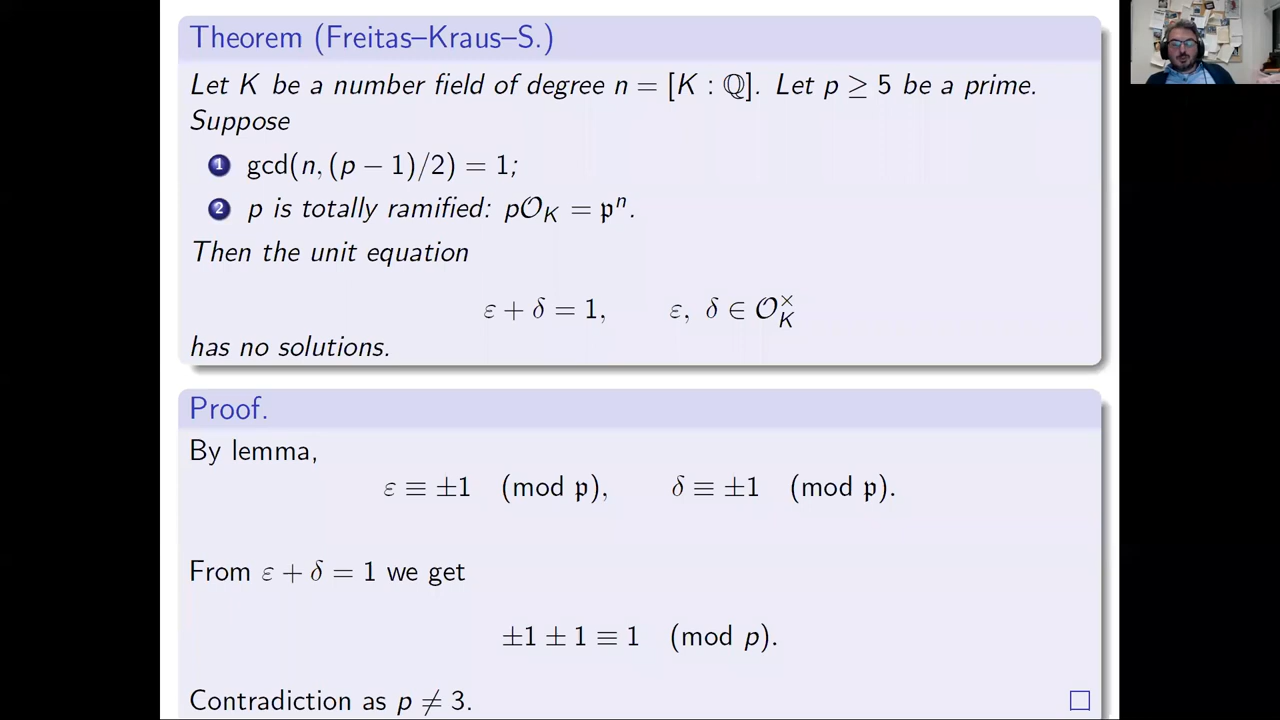 Theorem (Freitas–Kraus–S.)
Let K be a number field of degree n = [K : ℚ]. Let p ≥ 5 be a prime.
Suppose
1 gcd(n, (p − 1)/2) = 1;
2 p is totally ramified: p𝒪_K = 𝔭ⁿ.
Then the unit equation
ε + δ = 1, ε, δ ∈ 𝒪_K^×
has no solutions.
Proof.
By lemma,
ε ≡ ±1 (mod 𝔭), δ ≡ ±1 (mod 𝔭).
From ε + δ = 1 we get
±1 ± 1 ≡ 1 (mod p).
Contradiction as p ≠ 3. □